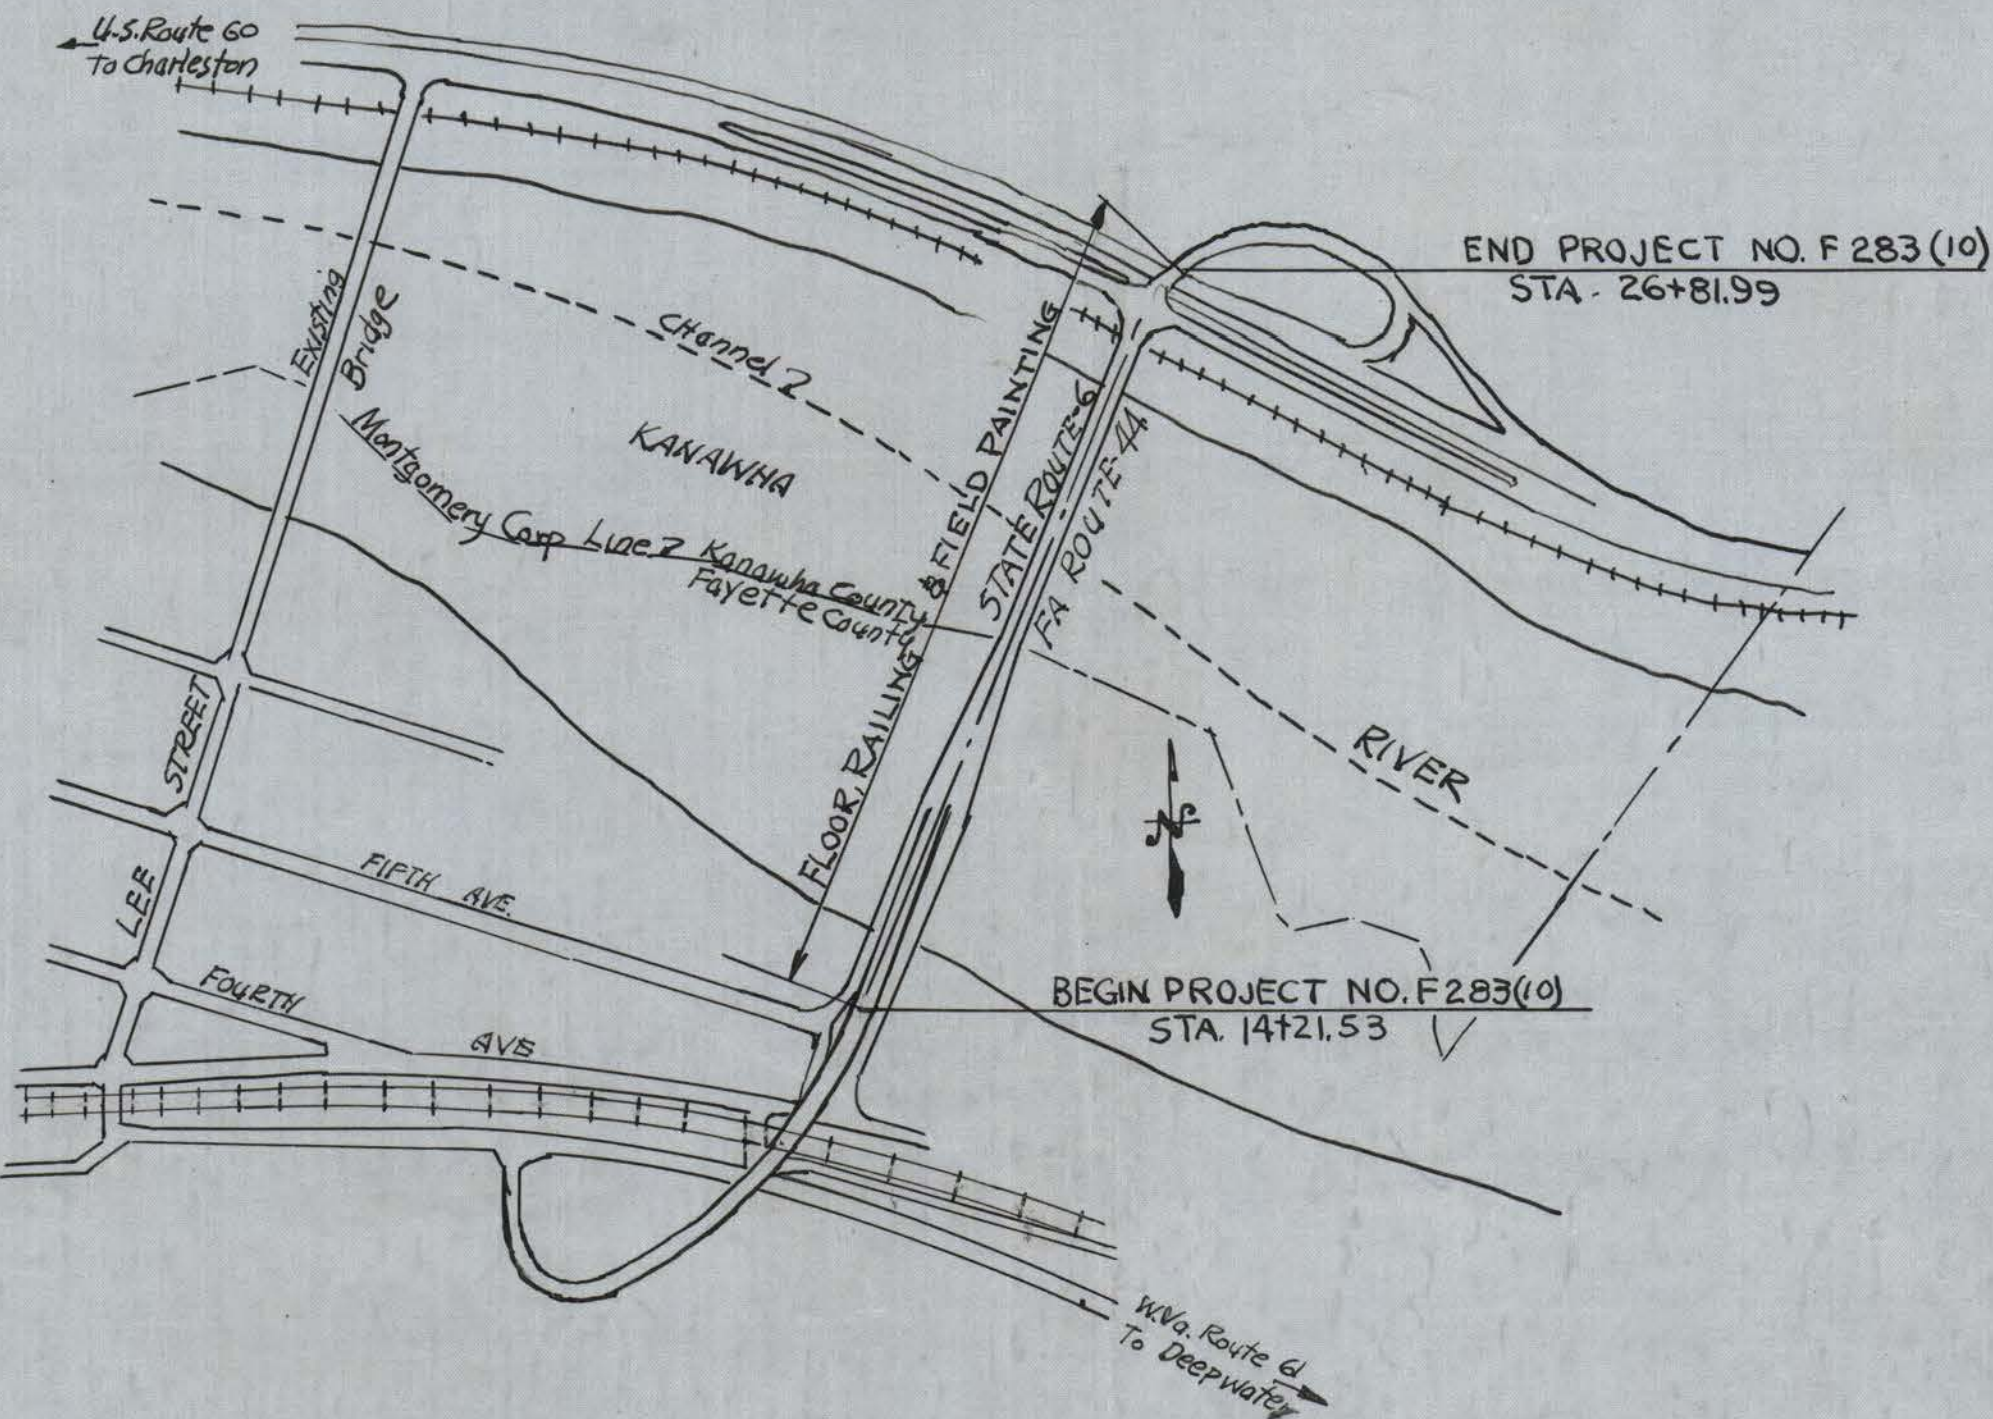 U.S. Route 60
To Charleston
END PROJECT NO. F 283 (10)
STA. 26+81.99
Existing
Bridge
Channel
KANAWHA
Montgomery Corp Line
Kanawha County
Fayette County
FLOOR, RAILING & FIELD PAINTING
STATE ROUTE-6
FA ROUTE-44
RIVER
N
STREET
LEE
FIFTH AVE.
FOURTH AVE
BEGIN PROJECT NO. F 283(10)
STA. 14+21.53
W.Va. Route 61
To Deepwater